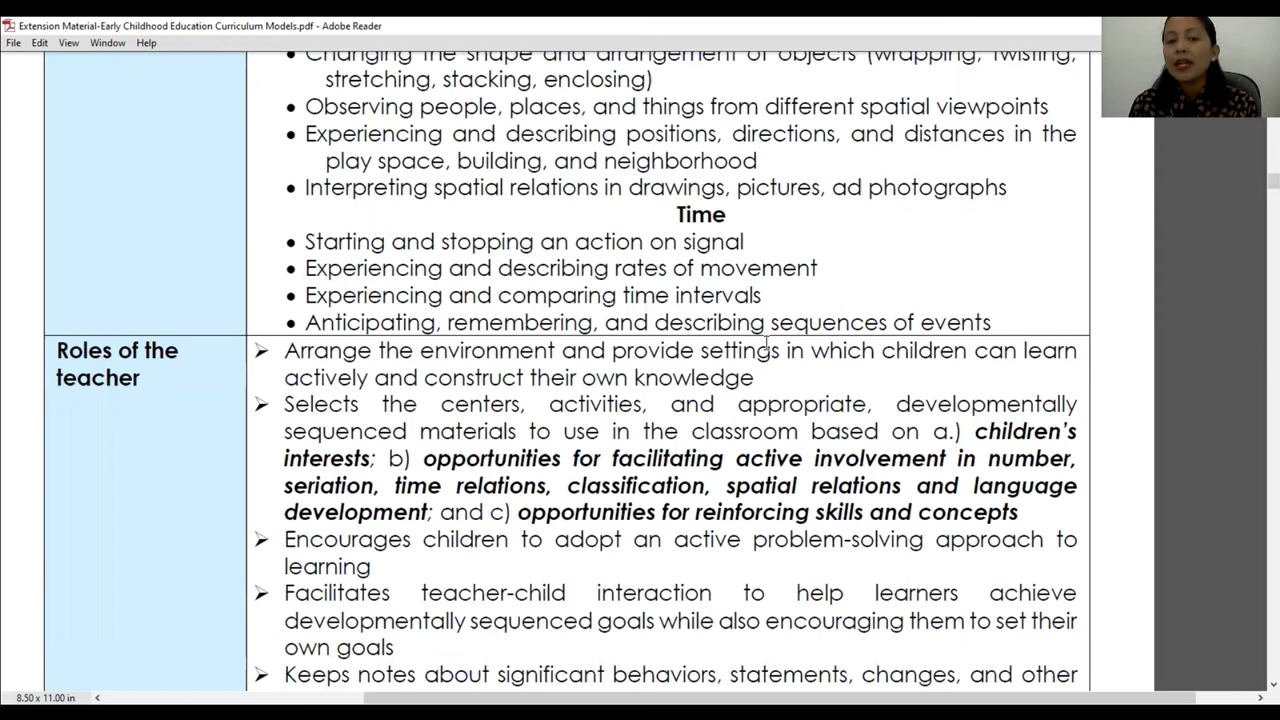 Extension Material-Early Childhood Education Curriculum Models.pdf - Adobe Reader
File Edit View Window Help
Changing the shape and arrangement of objects (wrapping, twisting,
stretching, stacking, enclosing)
• Observing people, places, and things from different spatial viewpoints
• Experiencing and describing positions, directions, and distances in the
play space, building, and neighborhood
• Interpreting spatial relations in drawings, pictures, ad photographs
Time
• Starting and stopping an action on signal
• Experiencing and describing rates of movement
• Experiencing and comparing time intervals
• Anticipating, remembering, and describing sequences of events
Roles of the
teacher
➢ Arrange the environment and provide settings in which children can learn
actively and construct their own knowledge
➢ Selects the centers, activities, and appropriate, developmentally
sequenced materials to use in the classroom based on a.) children's
interests; b) opportunities for facilitating active involvement in number,
seriation, time relations, classification, spatial relations and language
development; and c) opportunities for reinforcing skills and concepts
➢ Encourages children to adopt an active problem-solving approach to
learning
➢ Facilitates teacher-child interaction to help learners achieve
developmentally sequenced goals while also encouraging them to set their
own goals
➢ Keeps notes about significant behaviors, statements, changes, and other
8.50 x 11.00 in